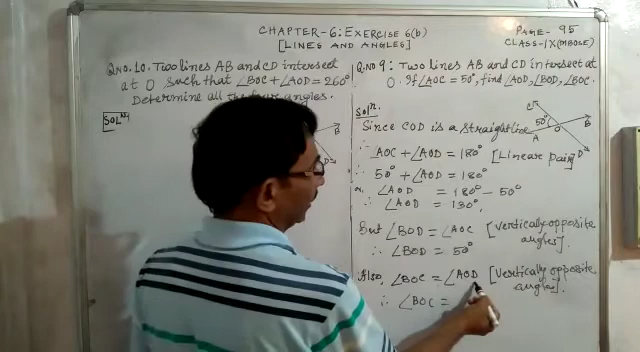 CHAPTER-6: EXERCISE 6(b)
[LINES AND ANGLES]
PAGE- 95
CLASS-IX (MBOSE)
Q.NO.10. Two lines AB and CD intersect
at O such that ∠BOC + ∠AOD = 260°
Determine all the four angles.
SOLN
B
D
Q.NO 9: Two lines AB and CD intersect at
O. If ∠AOC = 50°, find ∠AOD, ∠BOD, ∠BOC.
Soln.
Since COD is a straight line
C
50°
B
A
O
D
∴ AOC + ∠AOD = 180° [Linear pair]
∴ 50° + ∠AOD = 180°
∠AOD = 180° - 50°
∴ ∠AOD = 130°.
But ∠BOD = ∠AOC [Vertically opposite
angles].
∴ ∠BOD = 50°
Also, ∠BOC = ∠AOD [Vertically opposite
angles].
∴ ∠BOC =